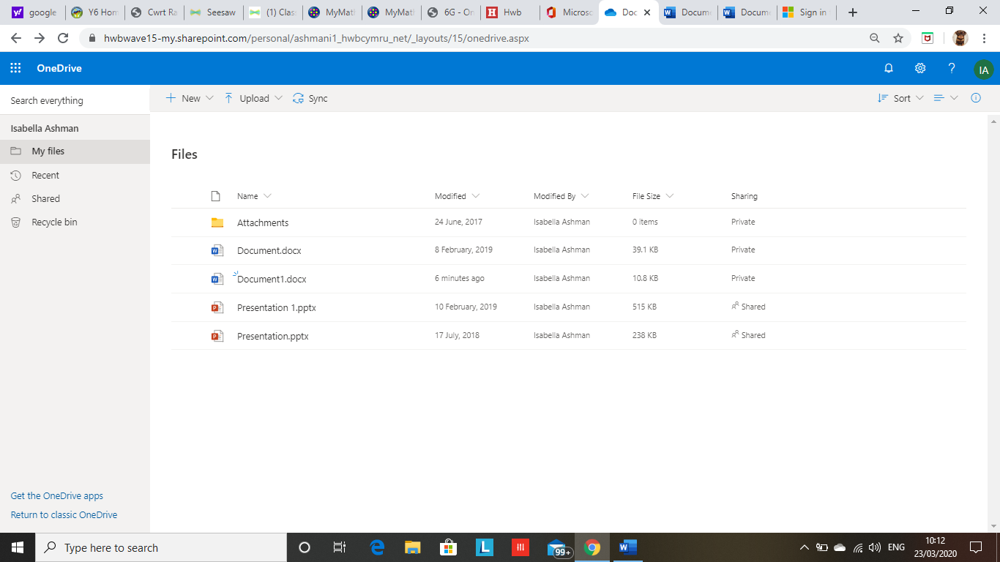 google
Y6 Hom
Cwrt Ra
Seesaw
(1) Clas
MyMath
MyMath
6G - On
Hwb
Microso
Doc
Docume
Docume
Sign in
hwbwave15-my.sharepoint.com/personal/ashmani1_hwbcymru_net/_layouts/15/onedrive.aspx
OneDrive
IA
Search everything
New Upload Sync Sort
Isabella Ashman
My files
Recent
Shared
Recycle bin
Files
Name Modified Modified By File Size Sharing
Attachments 24 June, 2017 Isabella Ashman 0 items Private
Document.docx 8 February, 2019 Isabella Ashman 39.1 KB Private
Document1.docx 6 minutes ago Isabella Ashman 10.8 KB Private
Presentation 1.pptx 10 February, 2019 Isabella Ashman 515 KB Shared
Presentation.pptx 17 July, 2018 Isabella Ashman 238 KB Shared
Get the OneDrive apps
Return to classic OneDrive
Type here to search
L
99+
ENG
10:12
23/03/2020